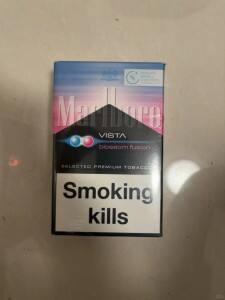 Marlboro
VISTA
blossom fusion
SELECTED PREMIUM TOBACCO
Smoking
kills